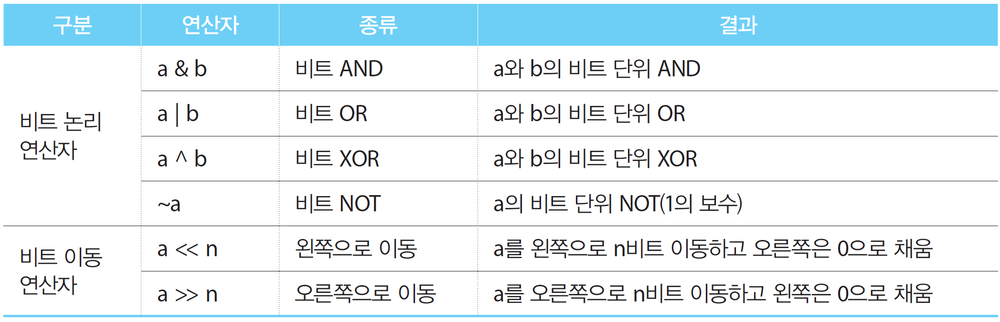 구분 연산자 종류 결과
비트 논리
연산자
a & b 비트 AND a와 b의 비트 단위 AND
a | b 비트 OR a와 b의 비트 단위 OR
a ^ b 비트 XOR a와 b의 비트 단위 XOR
~a 비트 NOT a의 비트 단위 NOT(1의 보수)
비트 이동
연산자
a << n 왼쪽으로 이동 a를 왼쪽으로 n비트 이동하고 오른쪽은 0으로 채움
a >> n 오른쪽으로 이동 a를 오른쪽으로 n비트 이동하고 왼쪽은 0으로 채움